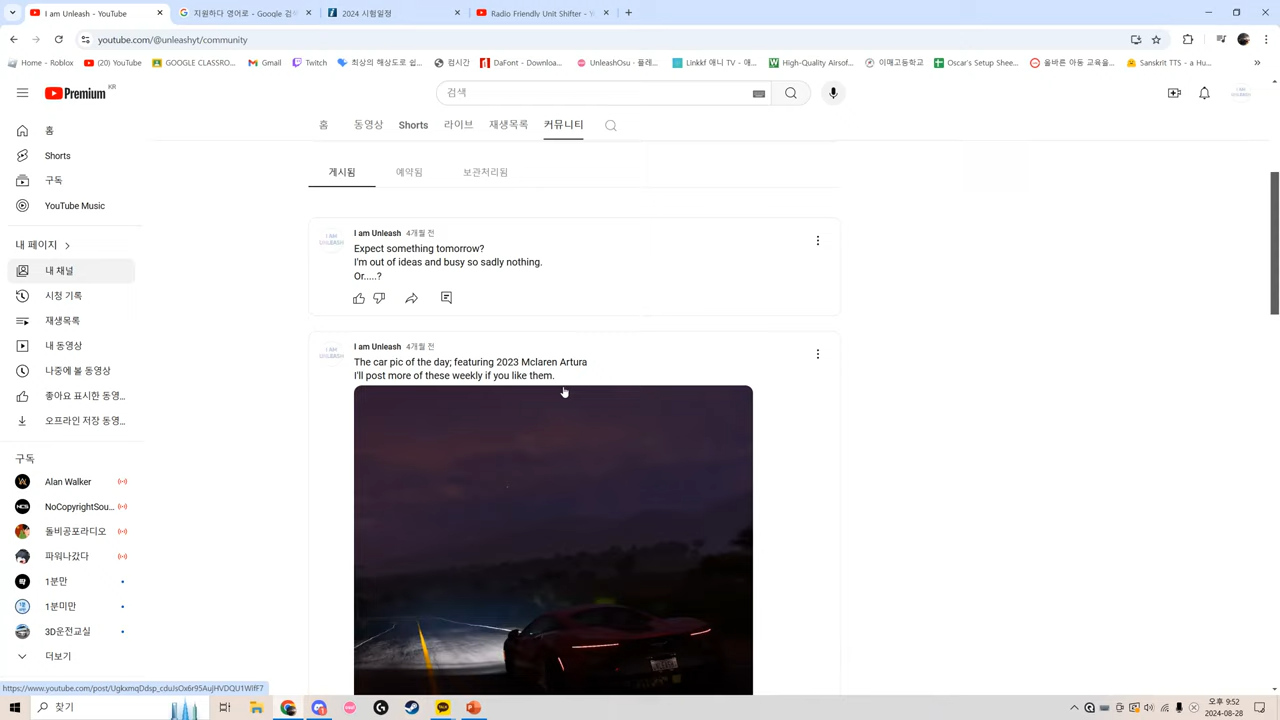 I am Unleash - YouTube
지원하다 영어로 - Google 검색
2024 시험일정
Radio Friendly Unit Shifter - Y
youtube.com/@unleashyt/community
Home - Roblox
(20) YouTube
GOOGLE CLASSRO...
Gmail
Twitch
최상의 해상도로 쉽...
컴시간
DaFont - Downloa...
UnleashOsu - 플레...
Linkkf 애니 TV - 애...
High-Quality Airsof...
이매고등학교
Oscar's Setup Shee...
올바른 아동 교육을...
Sanskrit TTS - a Hu...
Premium KR
검색
홈
동영상
Shorts
라이브
재생목록
커뮤니티
게시됨
예약됨
보관처리됨
홈
Shorts
구독
YouTube Music
내 페이지
내 채널
시청 기록
재생목록
내 동영상
나중에 볼 동영상
좋아요 표시한 동영...
오프라인 저장 동영...
구독
Alan Walker
NoCopyrightSou...
돌비공포라디오
파워나갔다
1분만
1분미만
3D운전교실
더보기
I am Unleash 4개월 전
Expect something tomorrow?
I'm out of ideas and busy so sadly nothing.
Or.....?
I am Unleash 4개월 전
The car pic of the day; featuring 2023 Mclaren Artura
I'll post more of these weekly if you like them.
찾기
오후 9:52
2024-08-28